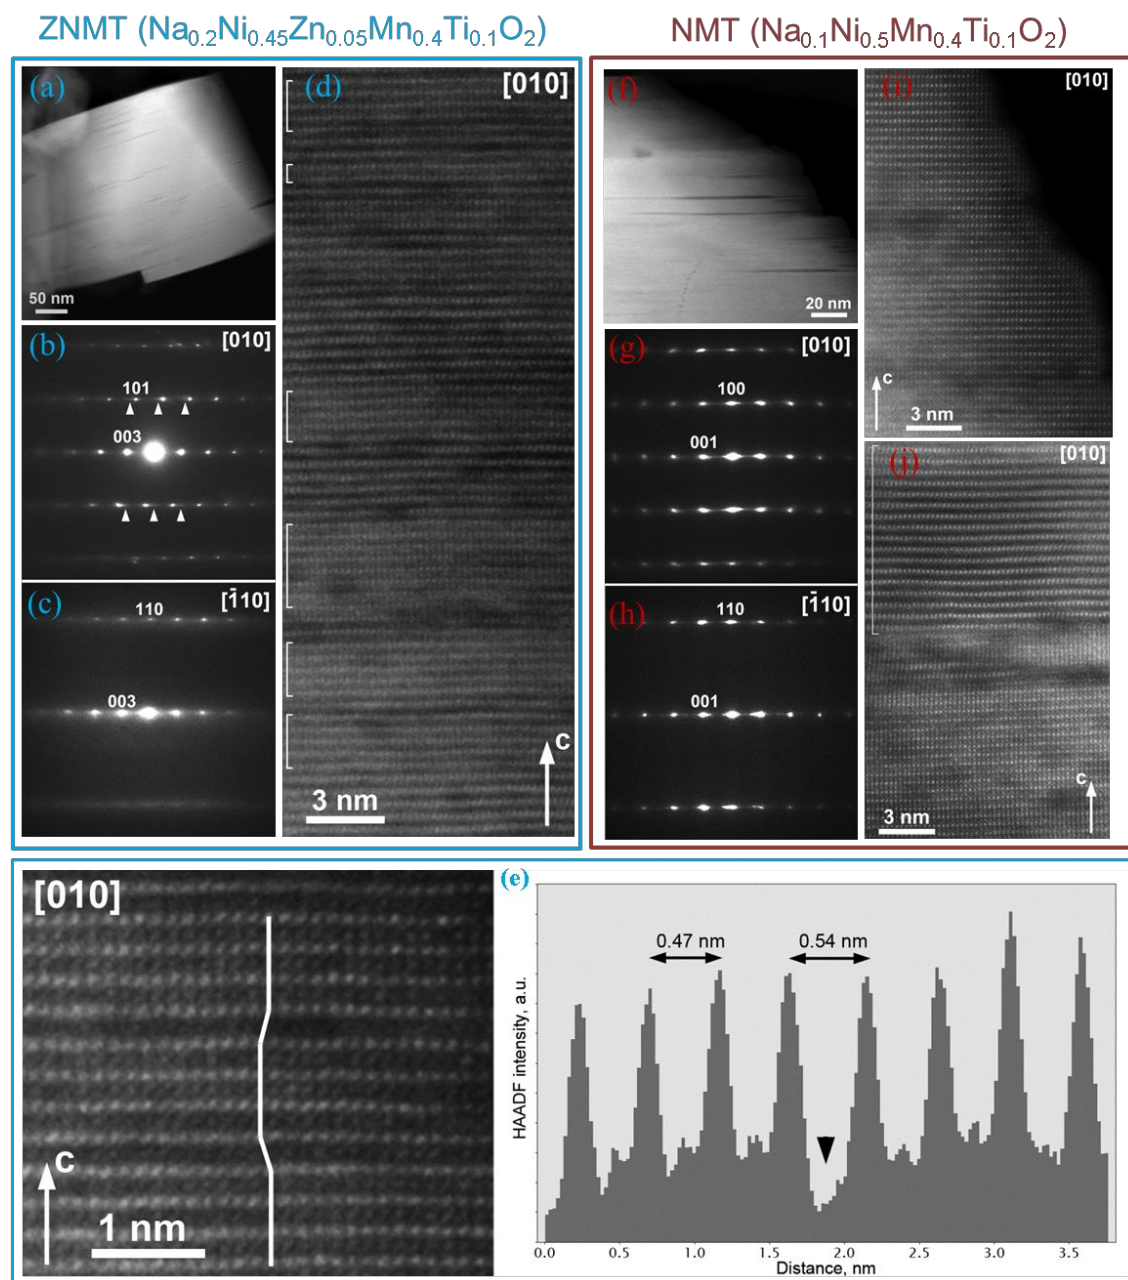 ZNMT (Na0.2Ni0.45Zn0.05Mn0.4Ti0.1O2)
NMT (Na0.1Ni0.5Mn0.4Ti0.1O2)
(a)
50 nm
(b)
[010]
101
003
(c)
[1̄10]
110
003
(d)
[010]
c
3 nm
(f)
20 nm
(g)
[010]
100
001
(h)
[1̄10]
110
001
(i)
[010]
c
3 nm
(j)
[010]
c
3 nm
[010]
c
1 nm
(e)
0.47 nm
0.54 nm
HAADF intensity, a.u.
0.0 0.5 1.0 1.5 2.0 2.5 3.0 3.5
Distance, nm